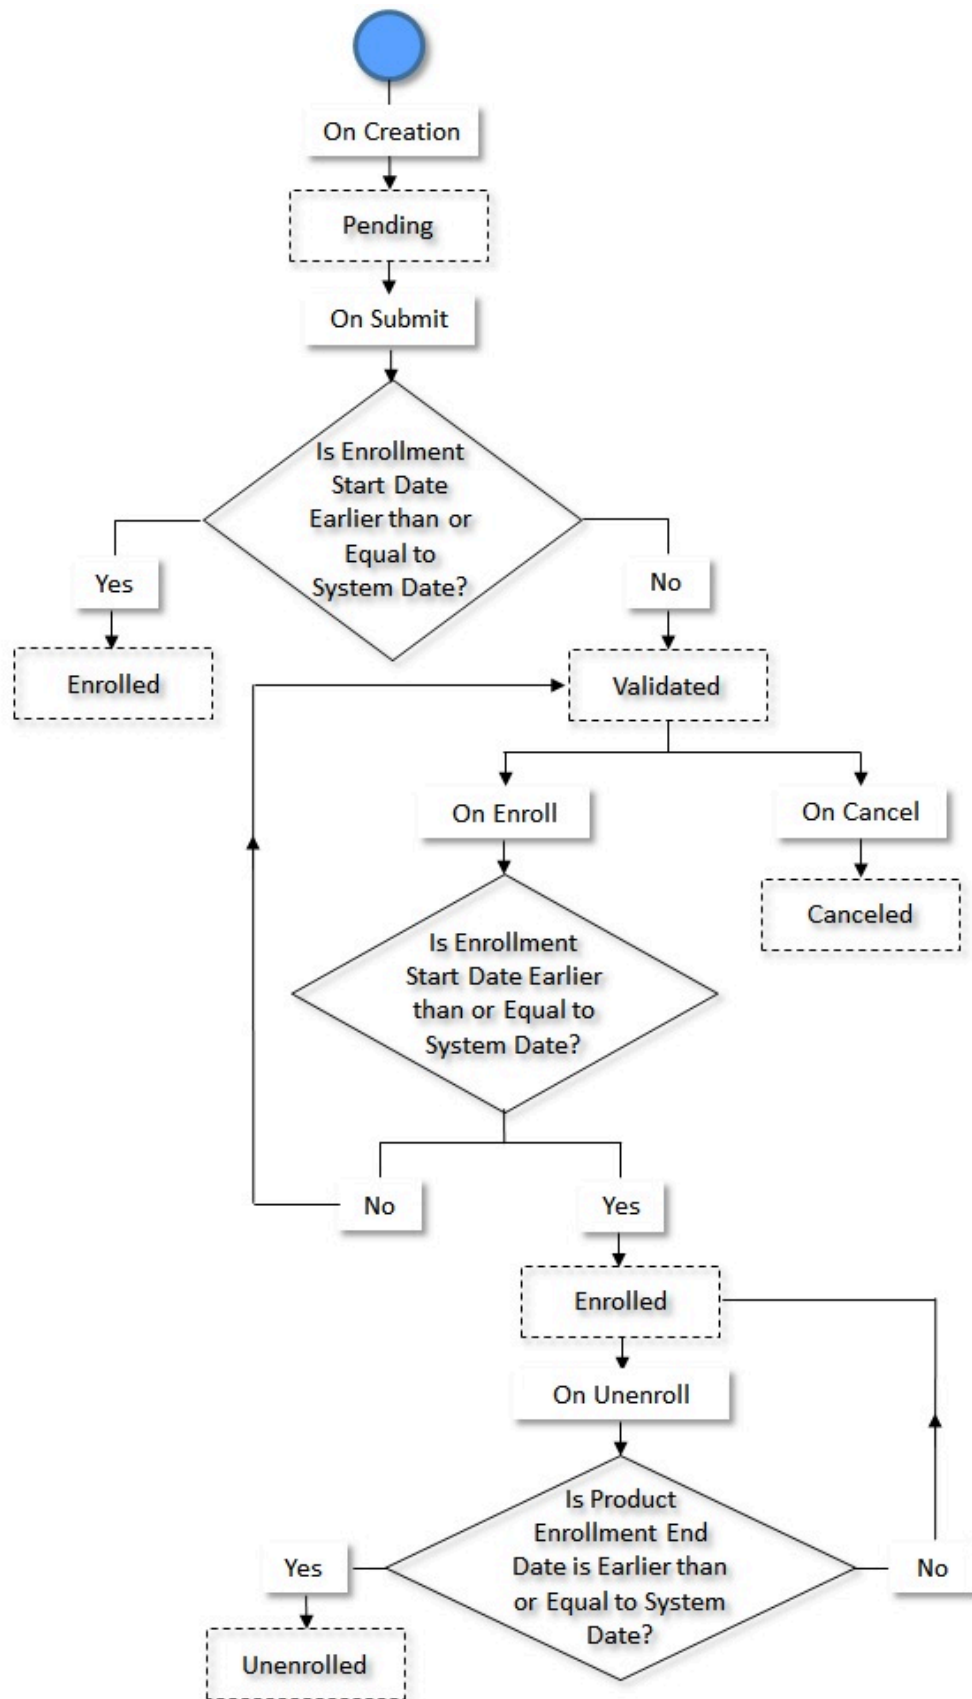 On Creation
Pending
On Submit
Is Enrollment
Start Date
Earlier than or
Equal to
System Date?
Yes
No
Enrolled
Validated
On Enroll
On Cancel
Canceled
Is Enrollment
Start Date Earlier
than or Equal to
System Date?
No
Yes
Enrolled
On Unenroll
Is Product
Enrollment End
Date is Earlier than
or Equal to System
Date?
Yes
No
Unenrolled